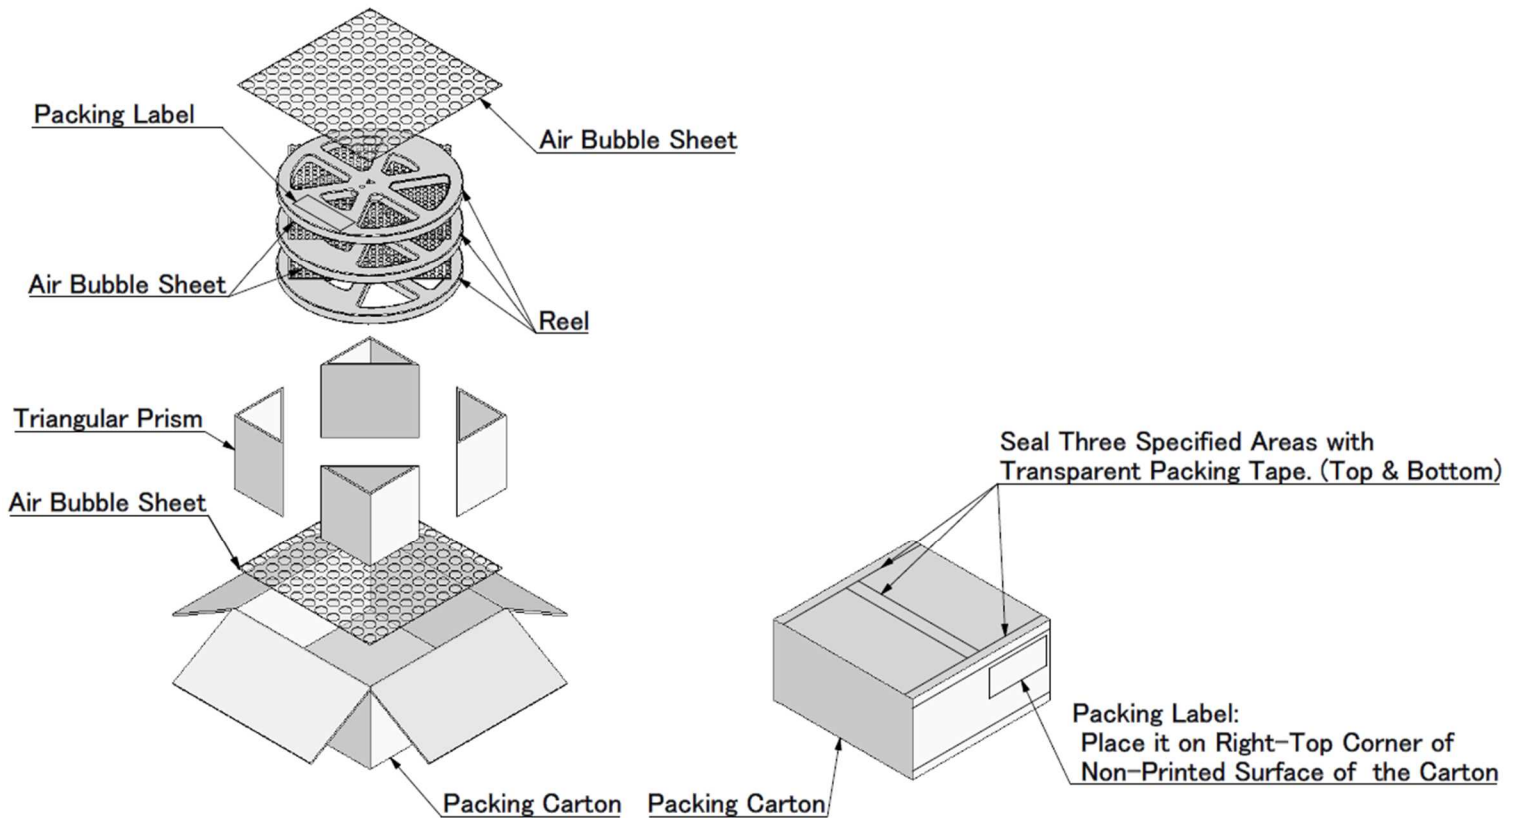 Packing Label
Air Bubble Sheet
Air Bubble Sheet
Reel
Triangular Prism
Air Bubble Sheet
Packing Carton
Seal Three Specified Areas with
Transparent Packing Tape. (Top & Bottom)
Packing Label:
Place it on Right-Top Corner of
Non-Printed Surface of the Carton
Packing Carton